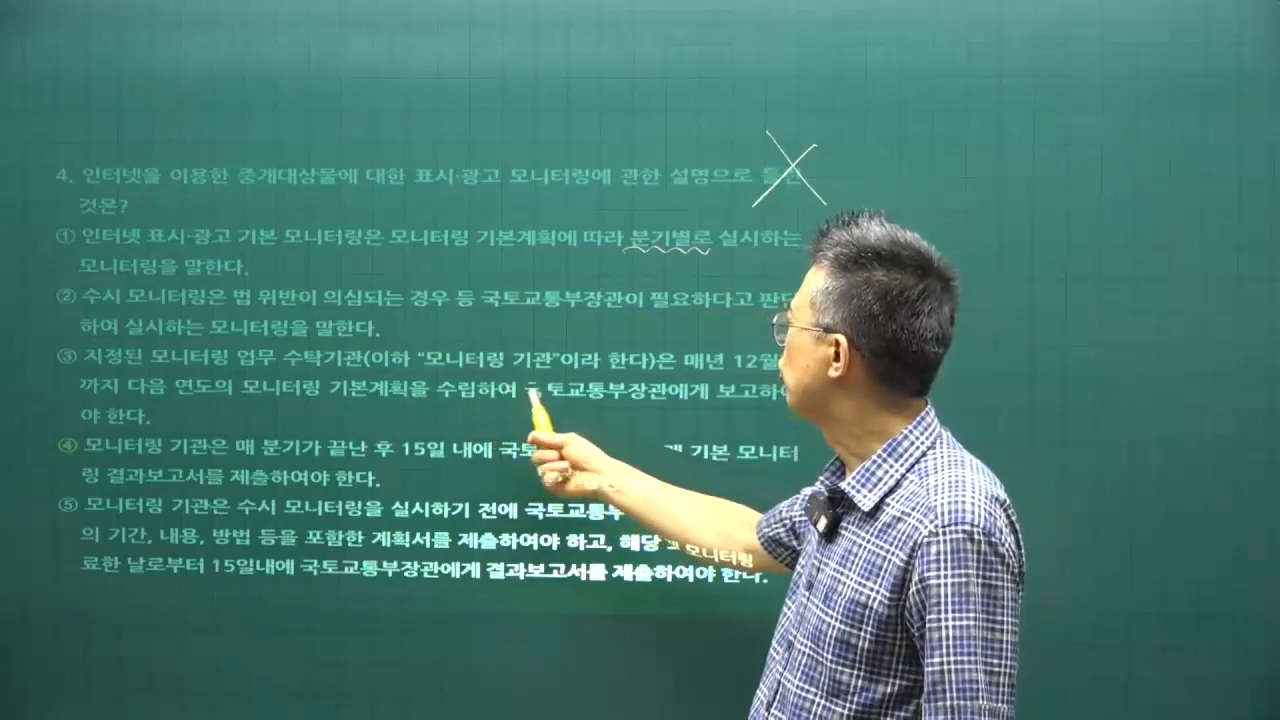 4. 인터넷을 이용한 중개대상물에 대한 표시·광고 모니터링에 관한 설명으로 틀린
것은?
① 인터넷 표시·광고 기본 모니터링은 모니터링 기본계획에 따라 분기별로 실시하는
모니터링을 말한다.
② 수시 모니터링은 법 위반이 의심되는 경우 등 국토교통부장관이 필요하다고 판단
하여 실시하는 모니터링을 말한다.
③ 지정된 모니터링 업무 수탁기관(이하 “모니터링 기관”이라 한다)은 매년 12월
까지 다음 연도의 모니터링 기본계획을 수립하여 국토교통부장관에게 보고하여
야 한다.
④ 모니터링 기관은 매 분기가 끝난 후 15일 내에 기본 모니터
링 결과보고서를 제출하여야 한다.
⑤ 모니터링 기관은 수시 모니터링을 실시하기 전에 국토교통부
의 기간, 내용, 방법 등을 포함한 계획서를 제출하여야 하고, 해당 모니터링
료한 날로부터 15일내에 국토교통부장관에게 결과보고서를 제출하여야 한다.